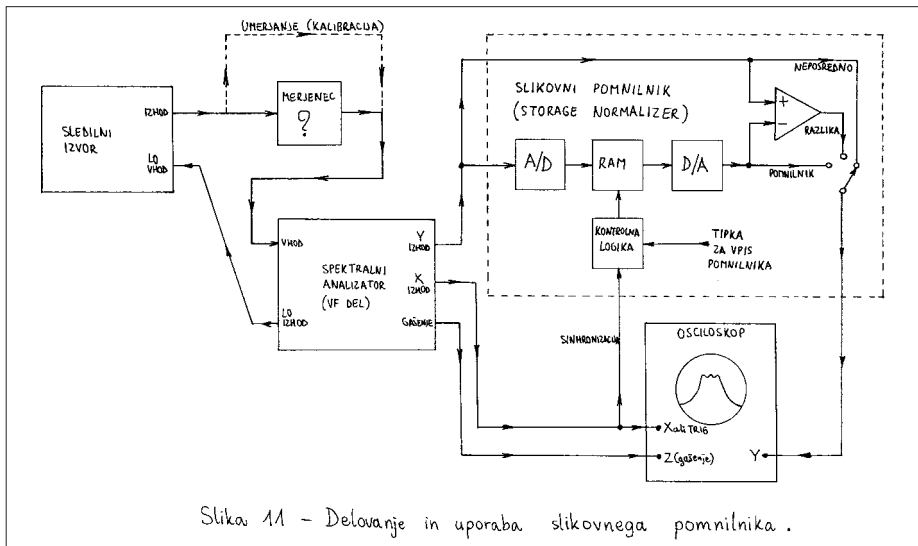 UMERJANJE (KALIBRACIJA)
IZHOD
MERJENEC
?
SLEDILNI
IZVOR
LO
VHOD
SLIKOVNI POMNILNIK
(STORAGE NORMALIZER)
NEPOSREDNO
+
−
RAZLIKA
A/D
RAM
D/A
POMNILNIK
KONTROLNA
LOGIKA
TIPKA
ZA VPIS
POMNILNIKA
VHOD
Y
IZHOD
SPEKTRALNI
ANALIZATOR
(VF DEL)
X
IZHOD
LO
IZHOD
GAŠENJE
SINHRONIZACIJA
OSCILOSKOP
X ali TRIG
Z (gašenje)
Y
Slika 11 - Delovanje in uporaba slikovnega pomnilnika.